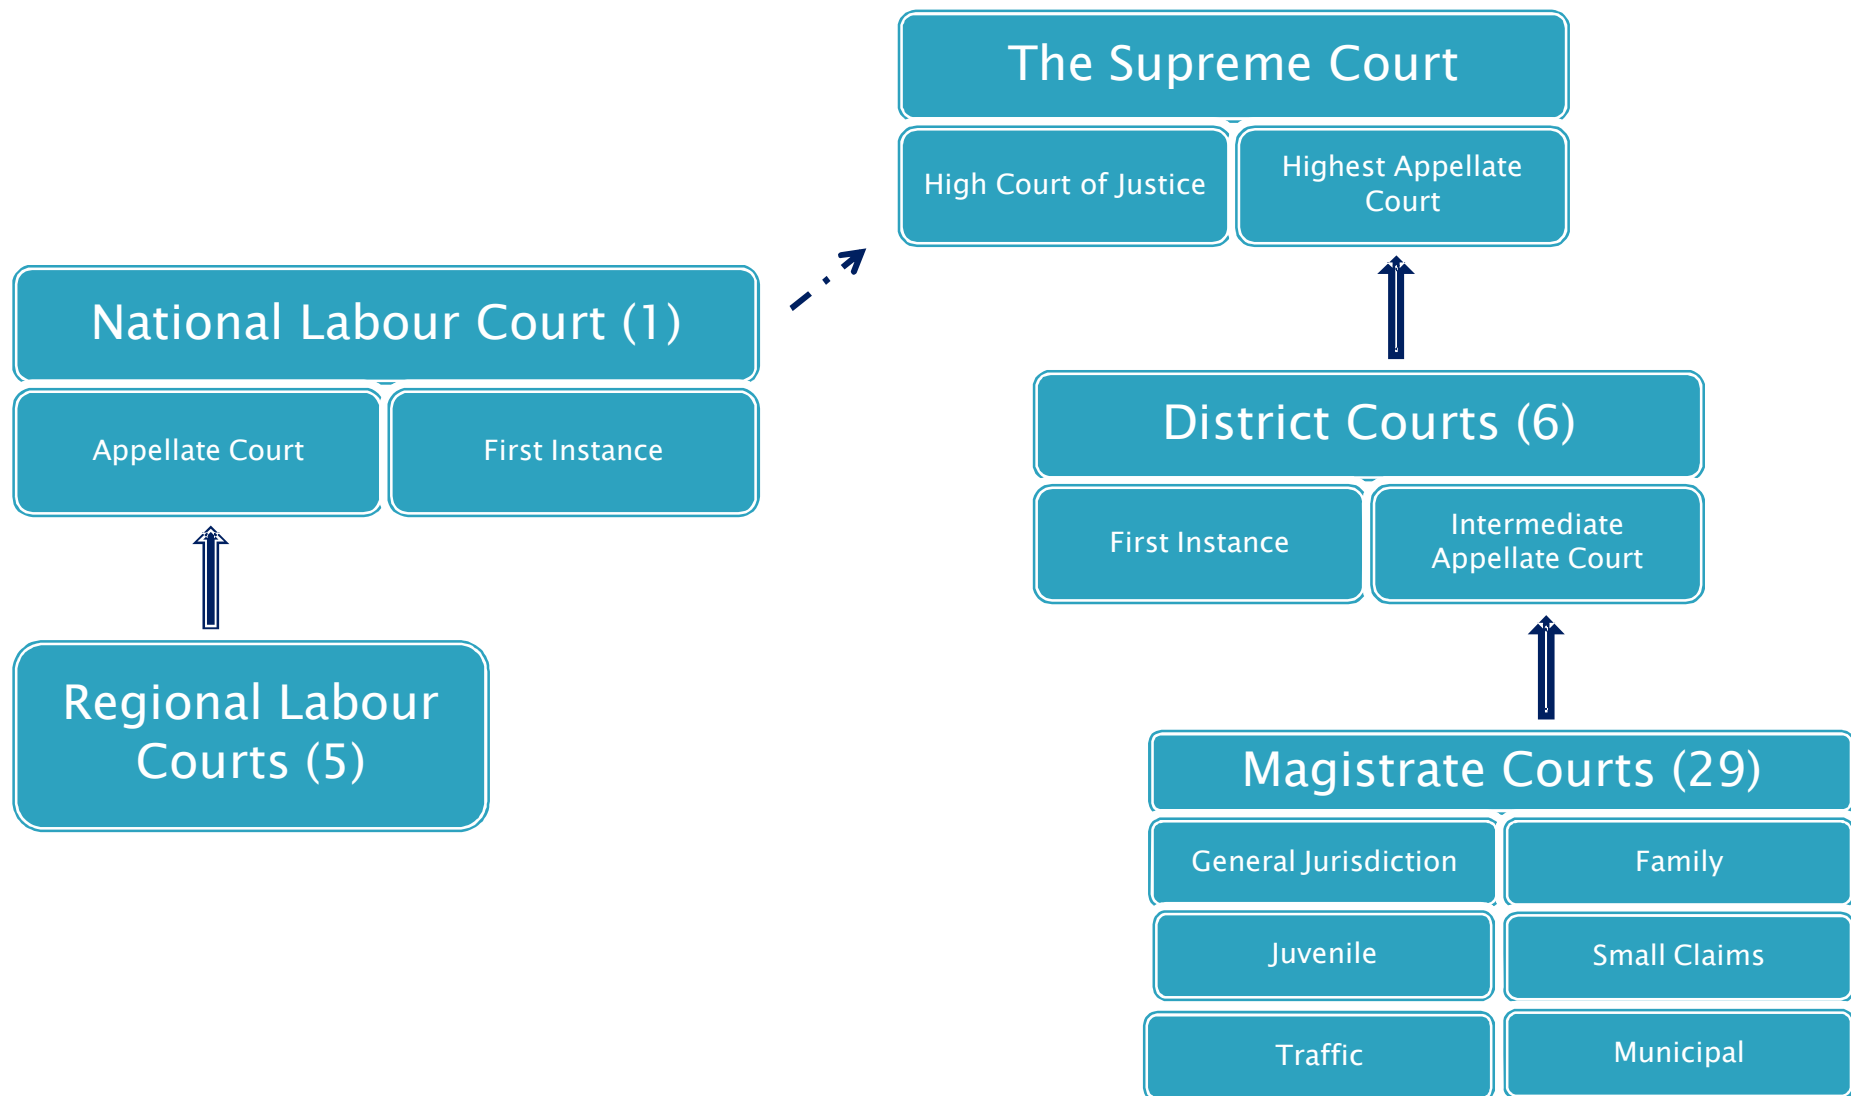 The Supreme Court
High Court of Justice
Highest Appellate
Court
National Labour Court (1)
Appellate Court
First Instance
District Courts (6)
First Instance
Intermediate
Appellate Court
Regional Labour
Courts (5)
Magistrate Courts (29)
General Jurisdiction
Family
Juvenile
Small Claims
Traffic
Municipal